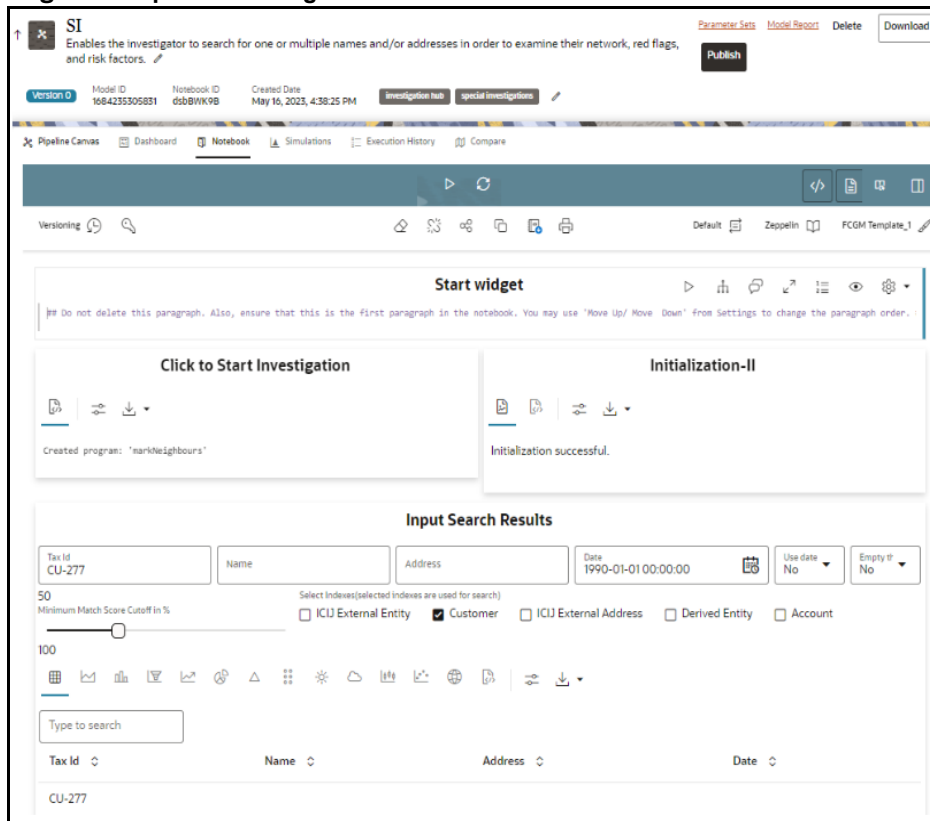 SI
Enables the investigator to search for one or multiple names and/or addresses in order to examine their network, red flags,
and risk factors.
Parameter Sets Model Report Delete Download
Publish
Version 0
Model ID
1684235305831
Notebook ID
dsbBWK9B
Created Date
May 16, 2023, 4:38:25 PM
investigation hub special investigations
Pipeline Canvas Dashboard Notebook Simulations Execution History Compare
Versioning Default Zeppelin FCGM Template_1
Start widget
## Do not delete this paragraph. Also, ensure that this is the first paragraph in the notebook. You may use 'Move Up/ Move Down' from Settings to change the paragraph order.
Click to Start Investigation
Created program: 'markNeighbours'
Initialization-II
Initialization successful.
Input Search Results
Tax Id
CU-277
Name
Address
Date
1990-01-01 00:00:00
Use date
No
Empty
No
50
Minimum Match Score Cutoff in %
100
Select Indexes(selected indexes are used for search)
ICIJ External Entity Customer ICIJ External Address Derived Entity Account
Type to search
Tax Id Name Address Date
CU-277